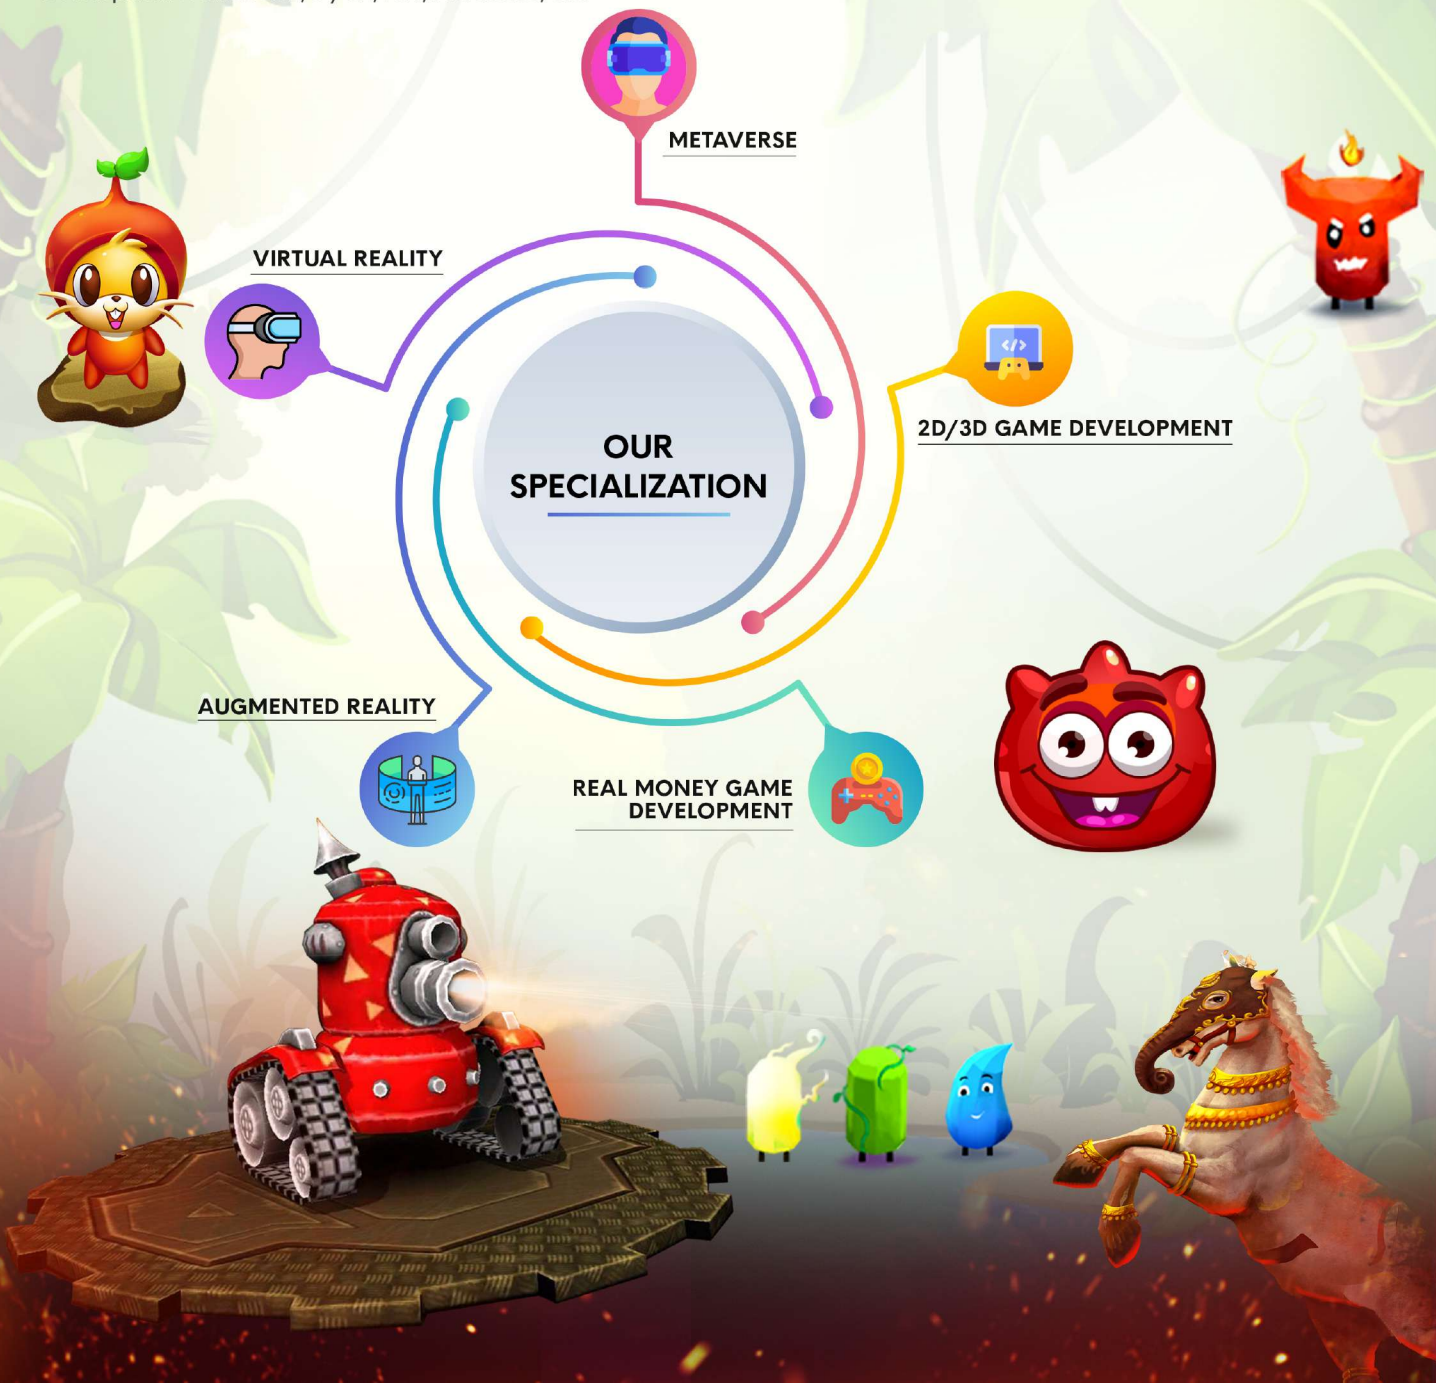 METAVERSE
VIRTUAL REALITY
2D/3D GAME DEVELOPMENT
OUR
SPECIALIZATION
AUGMENTED REALITY
REAL MONEY GAME
DEVELOPMENT